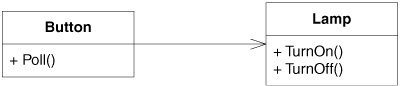 Button
+ Poll()
Lamp
+ TurnOn()
+ TurnOff()